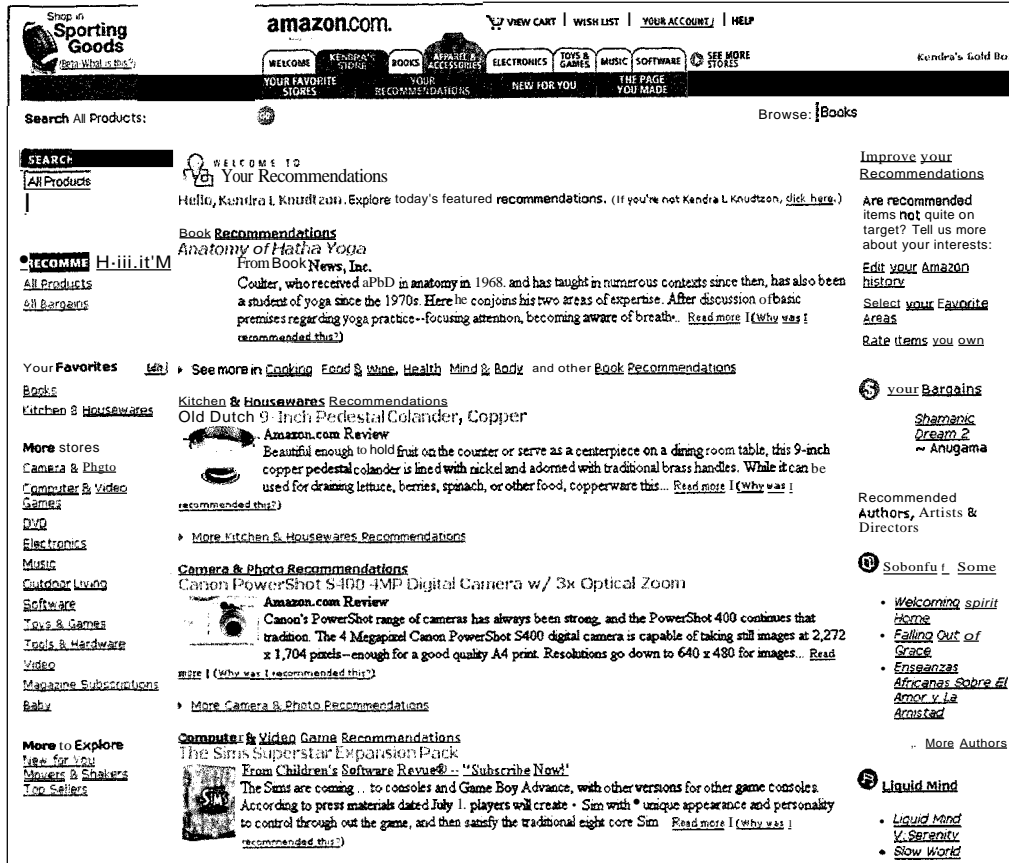 Shop in
Sporting
Goods
(Beta-What is this?)
amazon.com.
VIEW CART | WISH LIST | YOUR ACCOUNT | HELP
WELCOME
KENDRA'S
STORE
BOOKS
APPAREL &
ACCESSORIES
ELECTRONICS
TOYS &
GAMES
MUSIC
SOFTWARE
SEE MORE
STORES
Kendra's Gold Bo
YOUR FAVORITE
STORES
YOUR
RECOMMENDATIONS
NEW FOR YOU
THE PAGE
YOU MADE
Search All Products:
Browse: Books
SEARCH
All Products
RECOMME H·iii.it'M
All Products
All Bargains
Your Favorites Edit
Books
Kitchen & Housewares
More stores
Camera & Phgto
Computer & Video
Games
DVD
Electronics
Music
Outdoor Living
Software
Toys & Games
Tools & Hardware
Video
Magazine Subscriptions
Baby
More to Explore
New for You
Movers & Shakers
Top Sellers
WELCOME TO
Your Recommendations
Hello, Kendra L Knudtzon. Explore today's featured recommendations. (If you're not Kendra L Knudtzon, click here.)
Book Recommendations
Anatomy of Hatha Yoga
From Book News, Inc.
Coulter, who received aPbD in anatomy in 1968. and has taught in numerous contexts since then, has also been
a student of yoga since the 1970s. Here he conjoins his two areas of expertise. After discussion ofbasic
premises regarding yoga practice--focusing attention, becoming aware of breath... Read more I (Why was I
recommended this?)
See more in Cooking Food & Wine, Health Mind & Body and other Book Recommendations
Kitchen & Housewares Recommendations
Old Dutch 9-Inch Pedestal Colander, Copper
Amazon.com Review
Beautiful enough to hold fruit on the counter or serve as a centerpiece on a dining room table, this 9-inch
copper pedestal colander is lined with nickel and adorned with traditional brass handles. While it can be
used for draining lettuce, berries, spinach, or other food, copperware this... Read more I (Why was I
recommended this?)
More Kitchen & Housewares Recommendations
Camera & Photo Recommendations
Canon PowerShot S400 4MP Digital Camera w/ 3x Optical Zoom
Amazon.com Review
Canon's PowerShot range of cameras has always been strong, and the PowerShot 400 continues that
tradition. The 4 Megapixel Canon PowerShot S400 digital camera is capable of taking still images at 2,272
x 1,704 pixels--enough for a good quality A4 print. Resolutions go down to 640 x 480 for images... Read
more I (Why was I recommended this?)
More Camera & Photo Recommendations
Computer & Video Game Recommendations
The Sims Superstar Expansion Pack
SIMS
From Children's Software Revue® -- "Subscribe Now!'
The Sims are coming... to consoles and Game Boy Advance, with other versions for other game consoles.
According to press materials dated July 1. players will create • Sim with • unique appearance and personality
to control through out the game, and then satisfy the traditional eight core Sim Read more I (Why was I
recommended this?)
Improve your
Recommendations
Are recommended
items not quite on
target? Tell us more
about your interests:
Edit your Amazon
history
Select your Favorite
Areas
Rate items you own
your Bargains
Shamanic
Dream 2
~ Anugama
Recommended
Authors, Artists &
Directors
Sobonfu f Some
• Welcoming spirit
Home
• Falling Out of
Grace
• Enseanzas
Africanas Sobre El
Amor y La
Amistad
More Authors
Liquid Mind
• Liquid Mind
V: Serenity
• Slow World